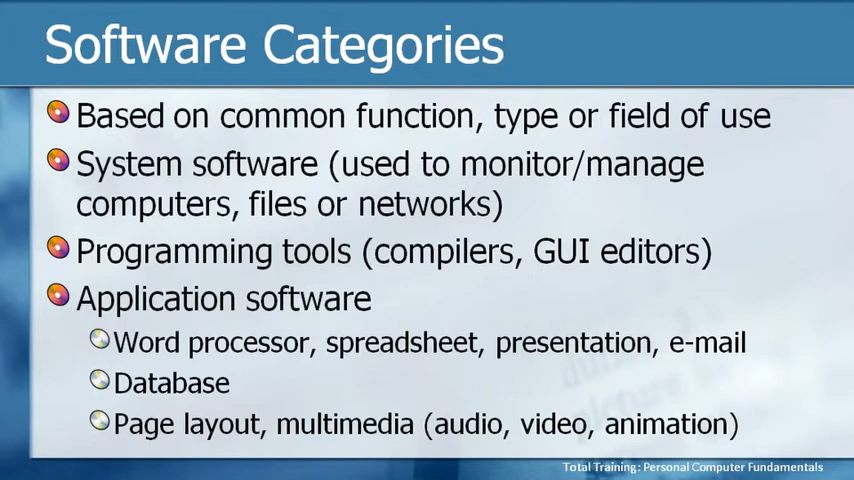 Software Categories
Based on common function, type or field of use
System software (used to monitor/manage
computers, files or networks)
Programming tools (compilers, GUI editors)
Application software
Word processor, spreadsheet, presentation, e-mail
Database
Page layout, multimedia (audio, video, animation)
Total Training: Personal Computer Fundamentals